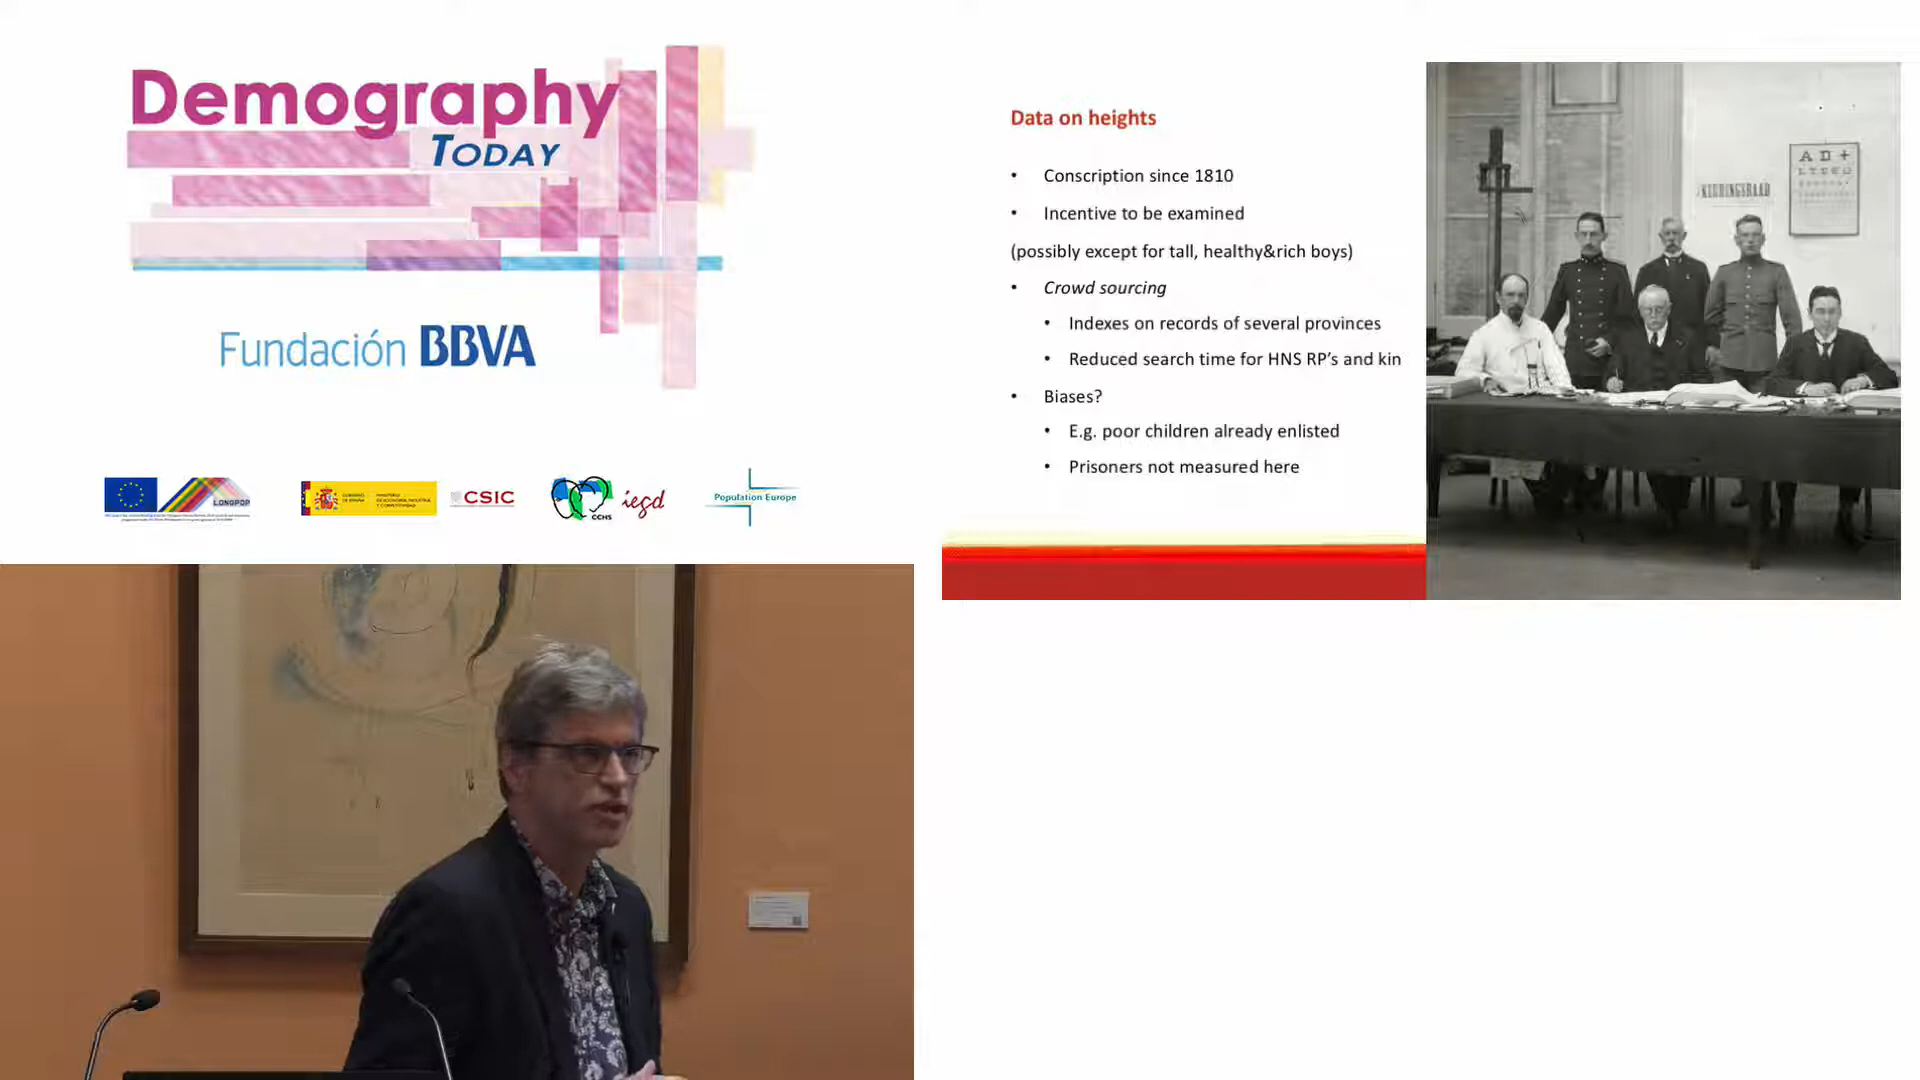 Demography
TODAY
Fundación BBVA
LONGPOP
CSIC
CCHS
iegd
Population Europe
Data on heights
• Conscription since 1810
• Incentive to be examined
(possibly except for tall, healthy&rich boys)
• Crowd sourcing
• Indexes on records of several provinces
• Reduced search time for HNS RP's and kin
• Biases?
• E.g. poor children already enlisted
• Prisoners not measured here
KEURINGSRAAD
A D +